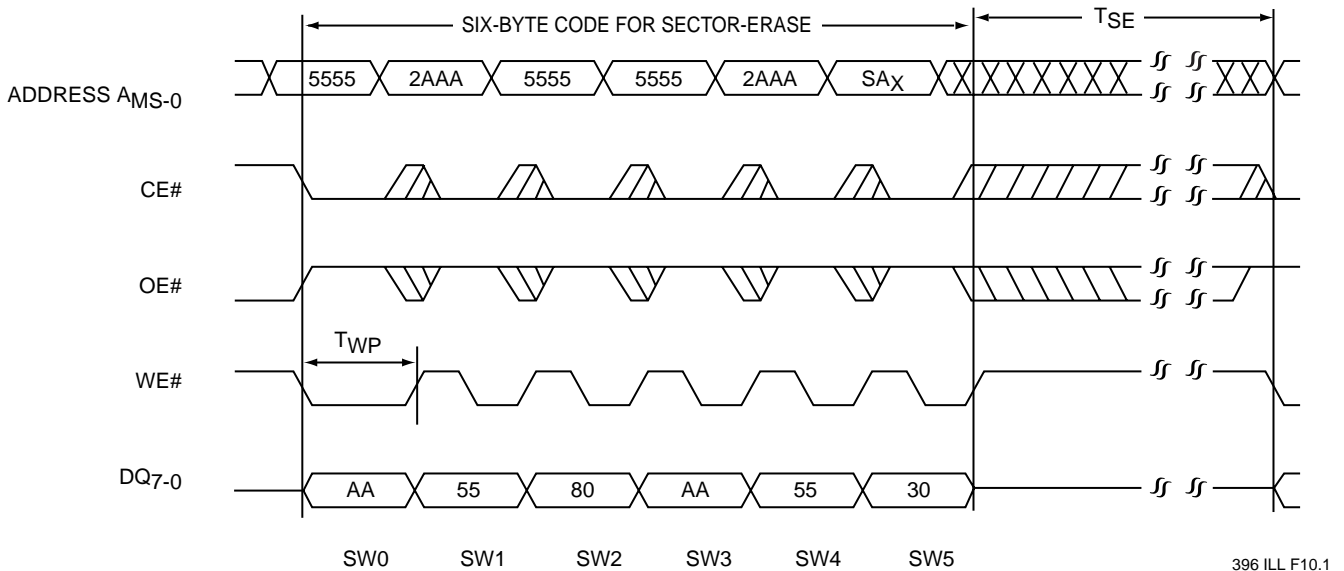 SIX-BYTE CODE FOR SECTOR-ERASE TSE
ADDRESS AMS-0 5555 2AAA 5555 5555 2AAA SAX
CE#
OE#
TWP
WE#
DQ7-0 AA 55 80 AA 55 30
SW0 SW1 SW2 SW3 SW4 SW5
396 ILL F10.1